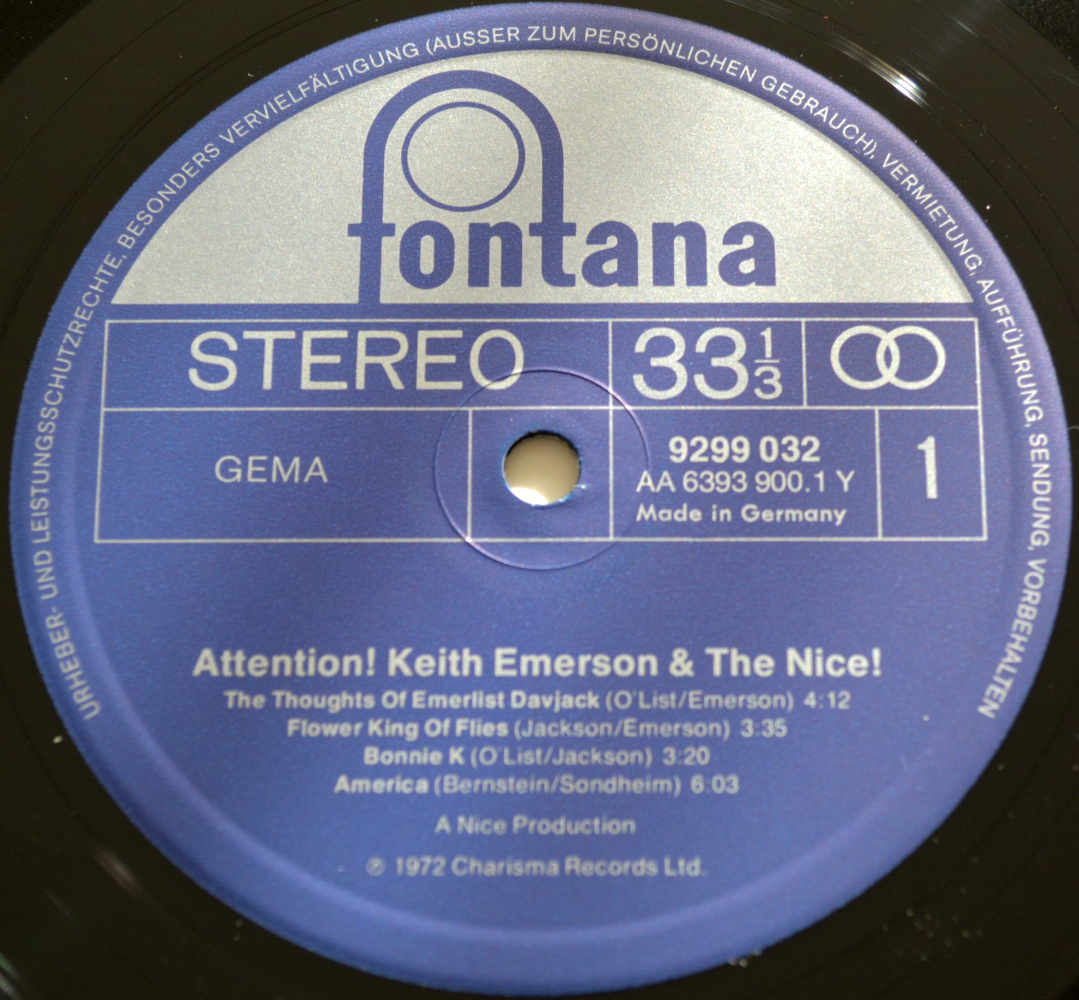 URHEBER- UND LEISTUNGSSCHUTZRECHTE, BESONDERS VERVIELFÄLTIGUNG (AUSSER ZUM PERSÖNLICHEN GEBRAUCH), VERMIETUNG, AUFFÜHRUNG, SENDUNG, VORBEHALTEN
fontana
STEREO 33 1/3
GEMA
9299 032
AA 6393 900.1 Y
Made in Germany
1
Attention! Keith Emerson & The Nice!
The Thoughts Of Emerlist Davjack (O'List/Emerson) 4:12
Flower King Of Flies (Jackson/Emerson) 3:35
Bonnie K (O'List/Jackson) 3:20
America (Bernstein/Sondheim) 6:03
A Nice Production
℗ 1972 Charisma Records Ltd.